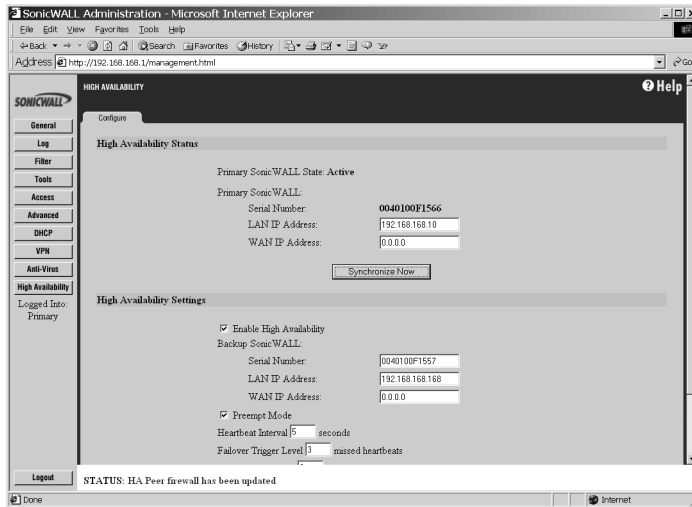 SonicWALL Administration - Microsoft Internet Explorer
File Edit View Favorites Tools Help
Back Search Favorites History
Address http://192.168.168.1/management.html Go
SONICWALL
HIGH AVAILABILITY
Help
Configure
General
Log
Filter
Tools
Access
Advanced
DHCP
VPN
Anti-Virus
High Availability
Logged Into:
Primary
High Availability Status
Primary SonicWALL State: Active
Primary SonicWALL:
Serial Number: 0040100F1566
LAN IP Address: 192.168.168.10
WAN IP Address: 0.0.0.0
Synchronize Now
High Availability Settings
Enable High Availability
Backup SonicWALL:
Serial Number: 0040100F1557
LAN IP Address: 192.168.168.168
WAN IP Address: 0.0.0.0
Preempt Mode
Heartbeat Interval 5 seconds
Failover Trigger Level 3 missed heartbeats
Logout
STATUS: HA Peer firewall has been updated
Done
Internet